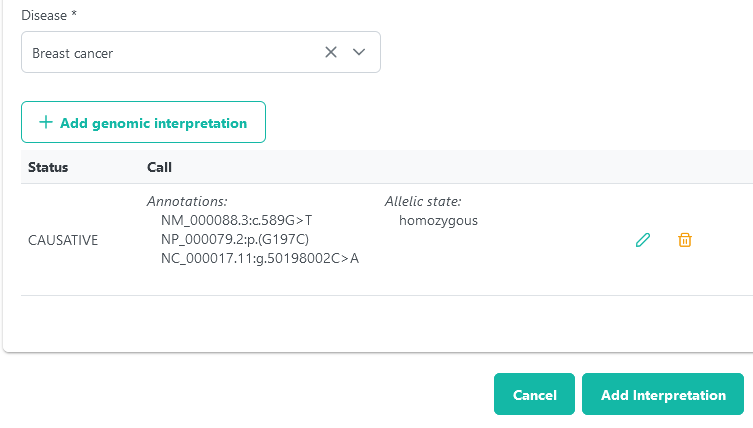 Disease *
Breast cancer
Add genomic interpretation
Status Call
Annotations: Allelic state:
NM_000088.3:c.589G>T homozygous
CAUSATIVE NP_000079.2:p.(G197C)
NC_000017.11:g.50198002C>A
Cancel Add Interpretation